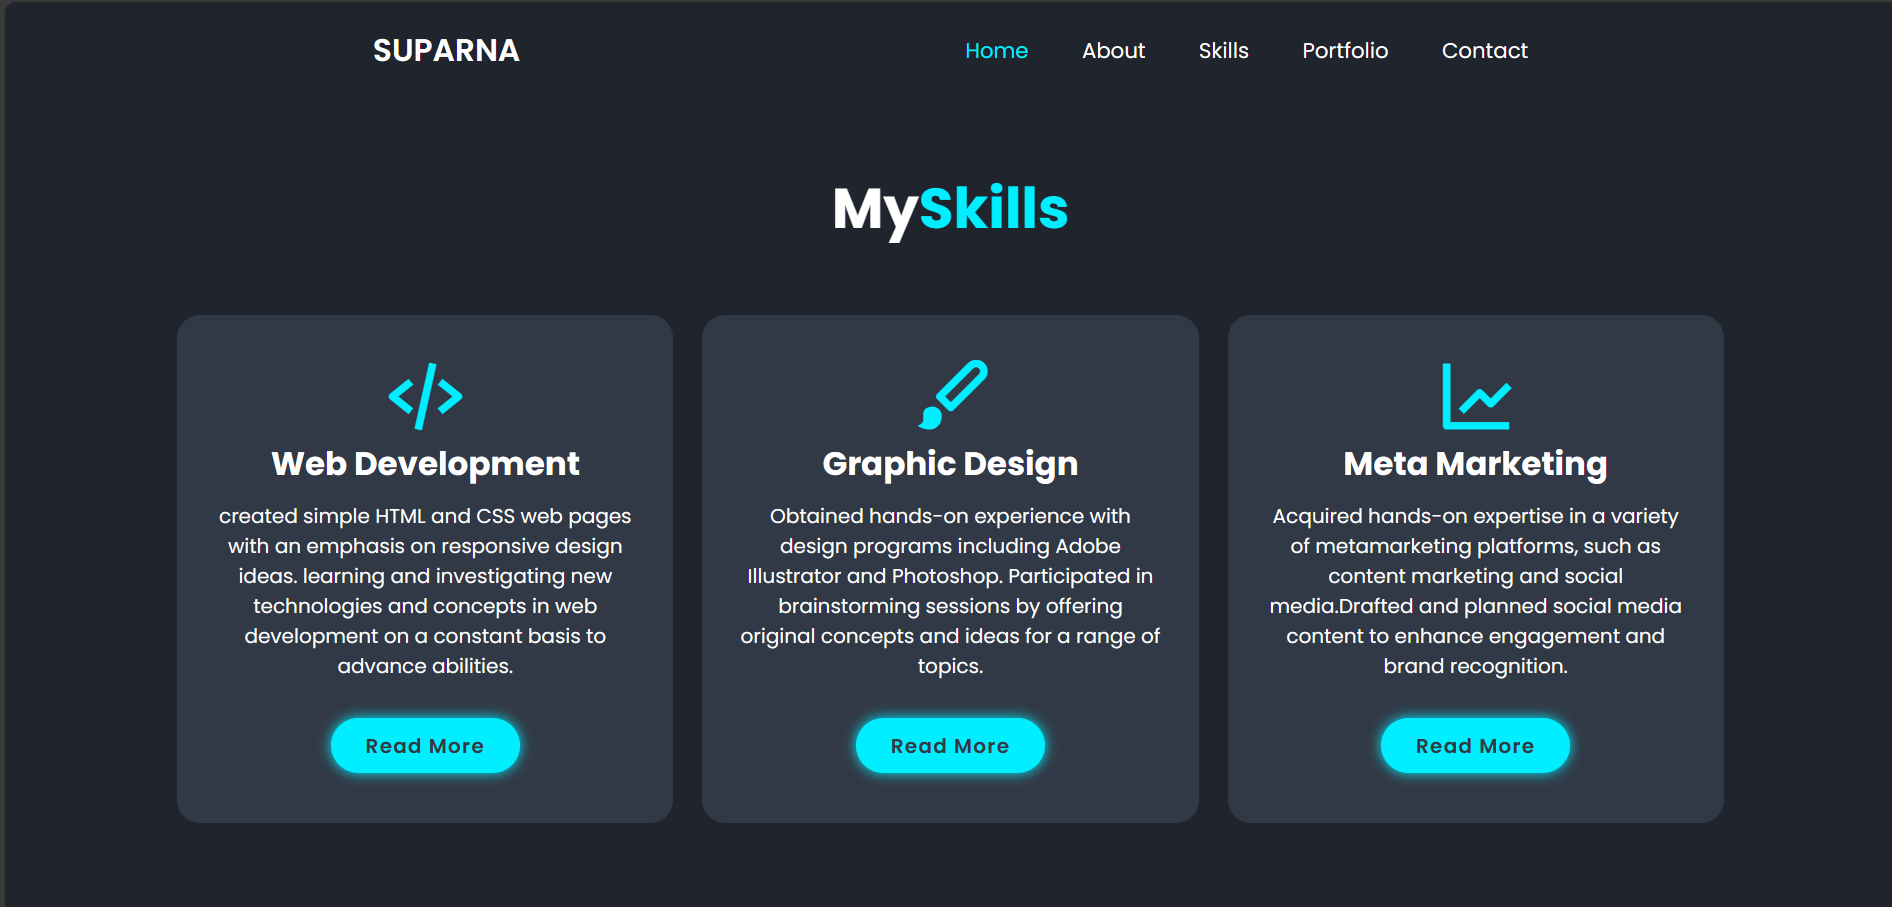 SUPARNA
Home About Skills Portfolio Contact
MySkills
Web Development
created simple HTML and CSS web pages
with an emphasis on responsive design
ideas. learning and investigating new
technologies and concepts in web
development on a constant basis to
advance abilities.
Read More
Graphic Design
Obtained hands-on experience with
design programs including Adobe
Illustrator and Photoshop. Participated in
brainstorming sessions by offering
original concepts and ideas for a range of
topics.
Read More
Meta Marketing
Acquired hands-on expertise in a variety
of metamarketing platforms, such as
content marketing and social
media.Drafted and planned social media
content to enhance engagement and
brand recognition.
Read More